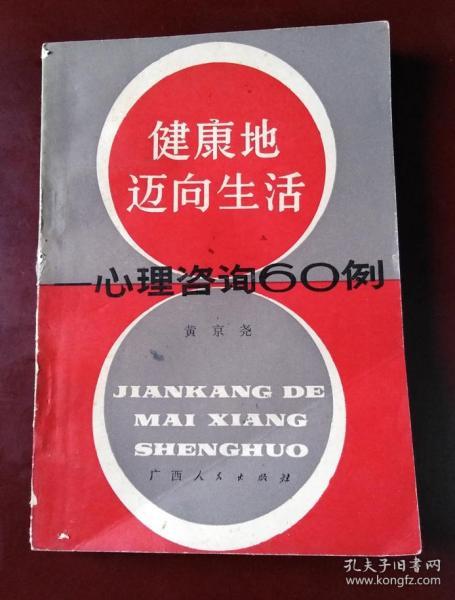 健康地
迈向生活
一心理咨询60例
黄京尧
JIANKANG DE
MAI XIANG
SHENGHUO
广西人民出版社
孔夫子旧书网
www.kongfz.com